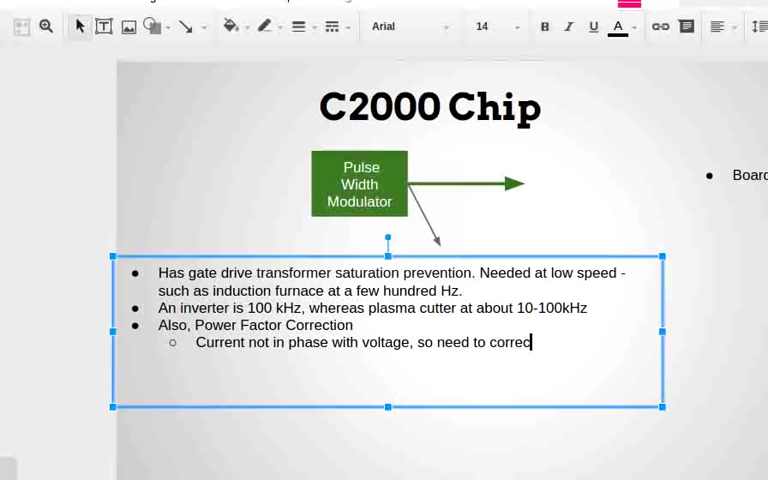 Arial 14 B I U A
C2000 Chip
Pulse
Width
Modulator
● Board
● Has gate drive transformer saturation prevention. Needed at low speed -
such as induction furnace at a few hundred Hz.
● An inverter is 100 kHz, whereas plasma cutter at about 10-100kHz
● Also, Power Factor Correction
○ Current not in phase with voltage, so need to correc